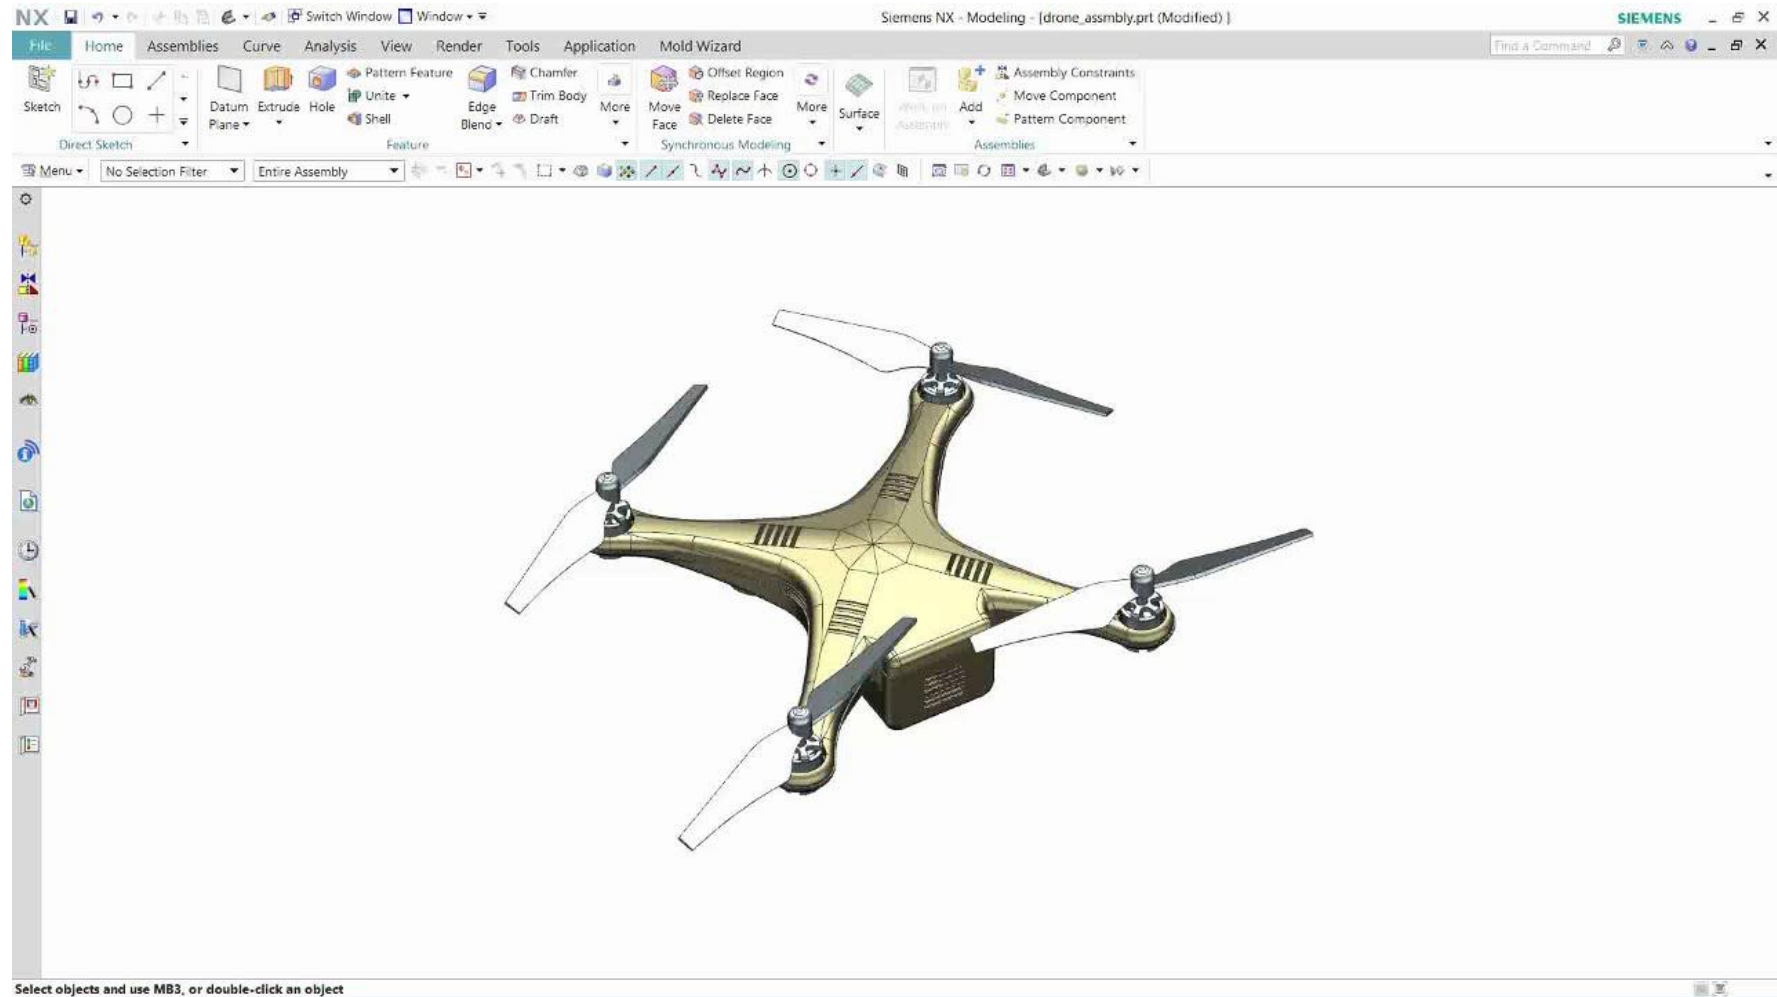 NX Switch Window Window Siemens NX - Modeling - [drone_assmbly.prt (Modified) ] SIEMENS
File Home Assemblies Curve Analysis View Render Tools Application Mold Wizard Find a Command
Sketch
Direct Sketch
Datum Plane
Extrude
Hole
Pattern Feature
Unite
Shell
Edge Blend
Chamfer
Trim Body
Draft
More
Feature
Move Face
Offset Region
Replace Face
Delete Face
More
Synchronous Modeling
Surface
Work on Assembly
Add
Assembly Constraints
Move Component
Pattern Component
Assemblies
Menu No Selection Filter Entire Assembly
Select objects and use MB3, or double-click an object